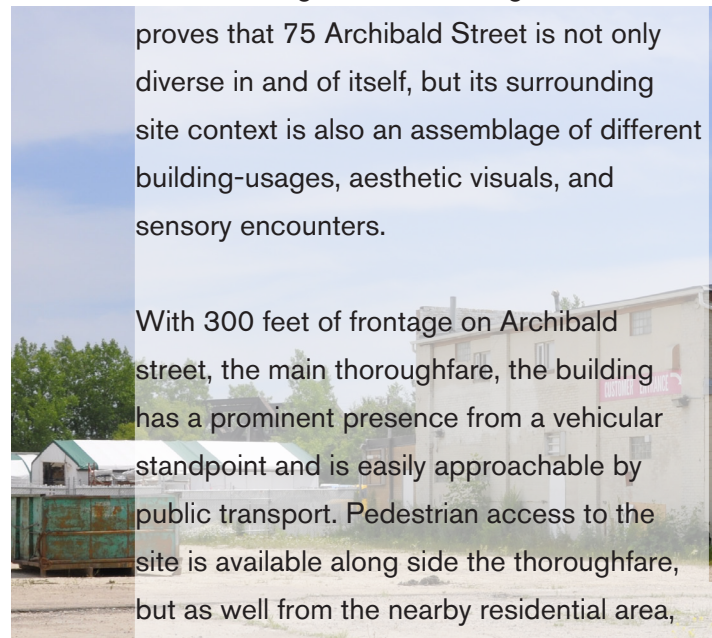 proves that 75 Archibald Street is not only
diverse in and of itself, but its surrounding
site context is also an assemblage of different
building-usages, aesthetic visuals, and
sensory encounters.
With 300 feet of frontage on Archibald
street, the main thoroughfare, the building
has a prominent presence from a vehicular
standpoint and is easily approachable by
public transport. Pedestrian access to the
site is available along side the thoroughfare,
but as well from the nearby residential area,
CUSTOMER ENTRANCE